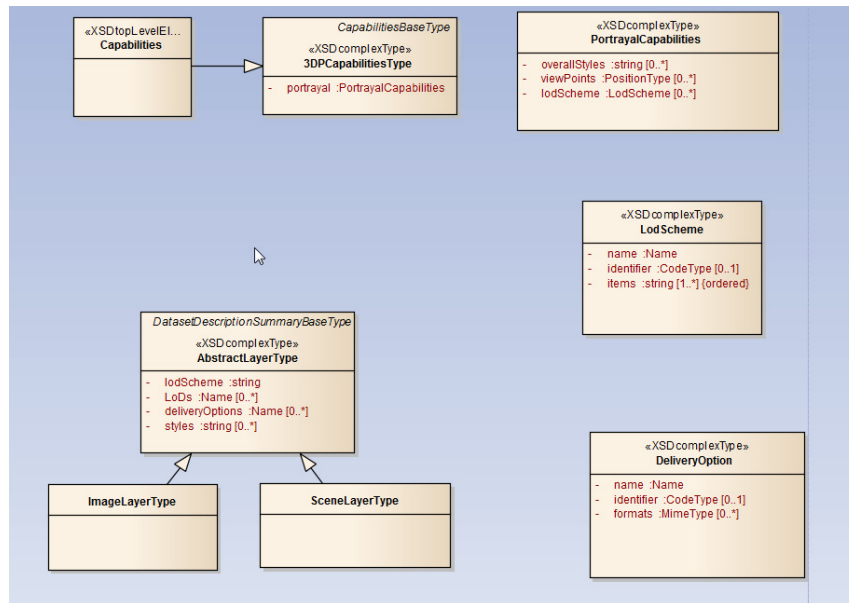 «XSDtopLevelEl...
Capabilities
CapabilitiesBaseType
«XSDcomplexType»
3DPCapabilitiesType
- portrayal :PortrayalCapabilities
«XSDcomplexType»
PortrayalCapabilities
- overallStyles :string [0..*]
- viewPoints :PositionType [0..*]
- lodScheme :LodScheme [0..*]
«XSDcomplexType»
LodScheme
- name :Name
- identifier :CodeType [0..1]
- items :string [1..*] {ordered}
DatasetDescriptionSummaryBaseType
«XSDcomplexType»
AbstractLayerType
- lodScheme :string
- LoDs :Name [0..*]
- deliveryOptions :Name [0..*]
- styles :string [0..*]
«XSDcomplexType»
DeliveryOption
- name :Name
- identifier :CodeType [0..1]
- formats :MimeType [0..*]
ImageLayerType
SceneLayerType